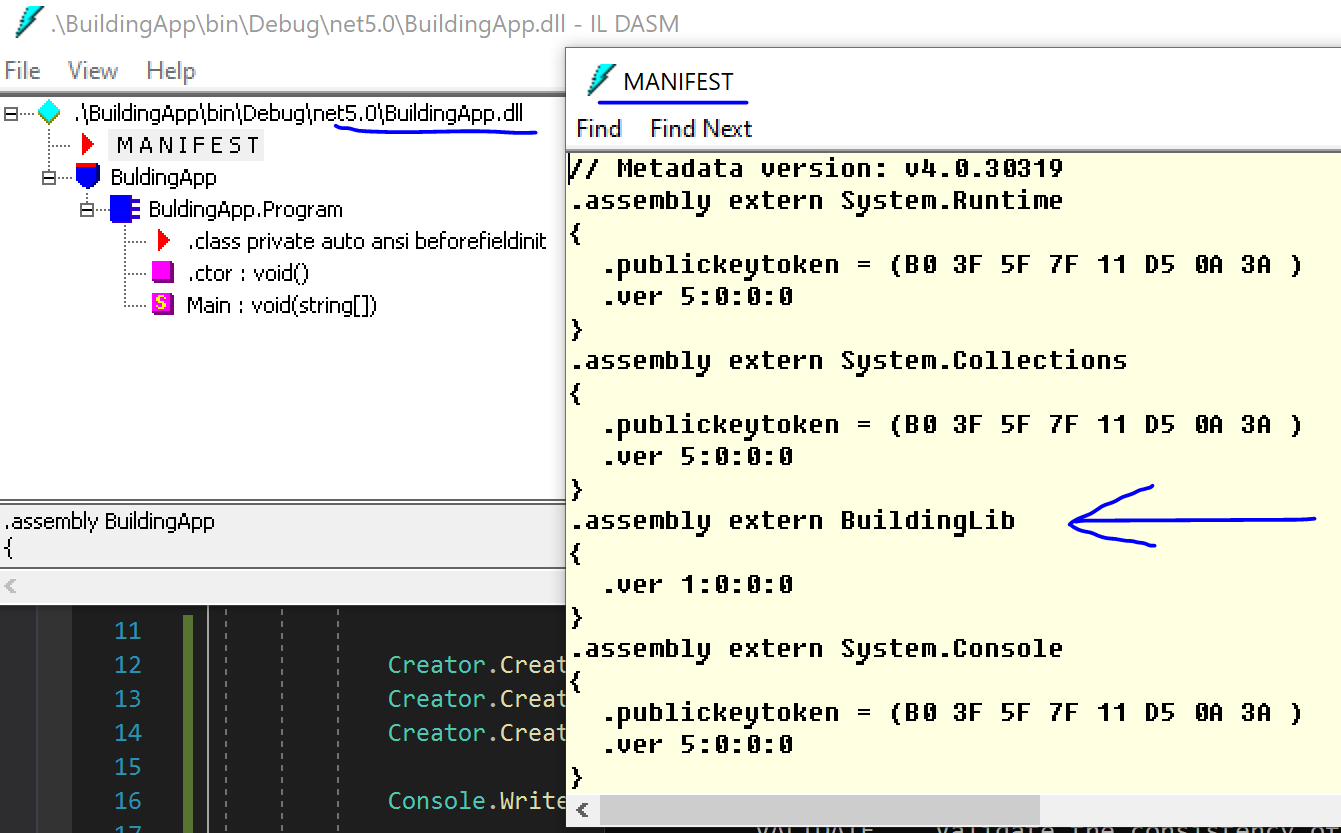 .\BuildingApp\bin\Debug\net5.0\BuildingApp.dll - IL DASM
File View Help
.\BuildingApp\bin\Debug\net5.0\BuildingApp.dll
MANIFEST
BuldingApp
BuldingApp.Program
.class private auto ansi beforefieldinit
.ctor : void()
Main : void(string[])
.assembly BuildingApp
{
11
12 Creator.Creat
13 Creator.Creat
14 Creator.Creat
15
16 Console.Write
17
MANIFEST
Find Find Next
// Metadata version: v4.0.30319
.assembly extern System.Runtime
{
.publickeytoken = (B0 3F 5F 7F 11 D5 0A 3A )
.ver 5:0:0:0
}
.assembly extern System.Collections
{
.publickeytoken = (B0 3F 5F 7F 11 D5 0A 3A )
.ver 5:0:0:0
}
.assembly extern BuildingLib
{
.ver 1:0:0:0
}
.assembly extern System.Console
{
.publickeytoken = (B0 3F 5F 7F 11 D5 0A 3A )
.ver 5:0:0:0
}